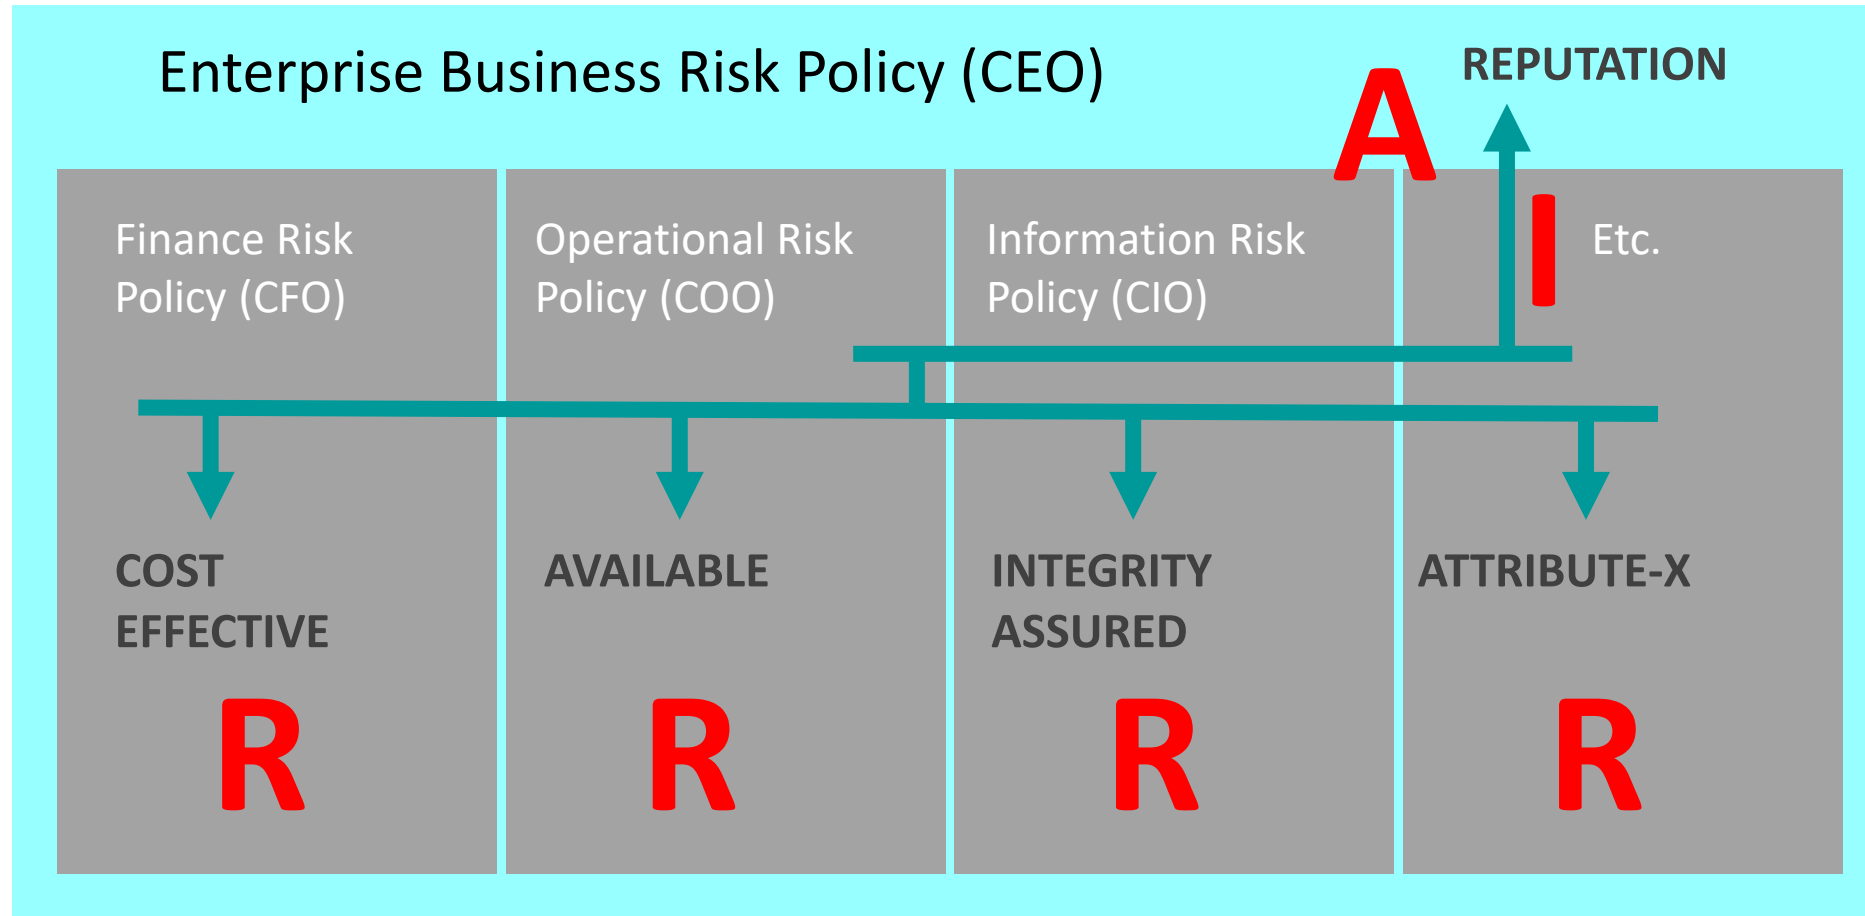 Enterprise Business Risk Policy (CEO)
REPUTATION
A
Finance Risk
Policy (CFO)
Operational Risk
Policy (COO)
Information Risk
Policy (CIO)
I
Etc.
COST
EFFECTIVE
AVAILABLE
INTEGRITY
ASSURED
ATTRIBUTE-X
R
R
R
R